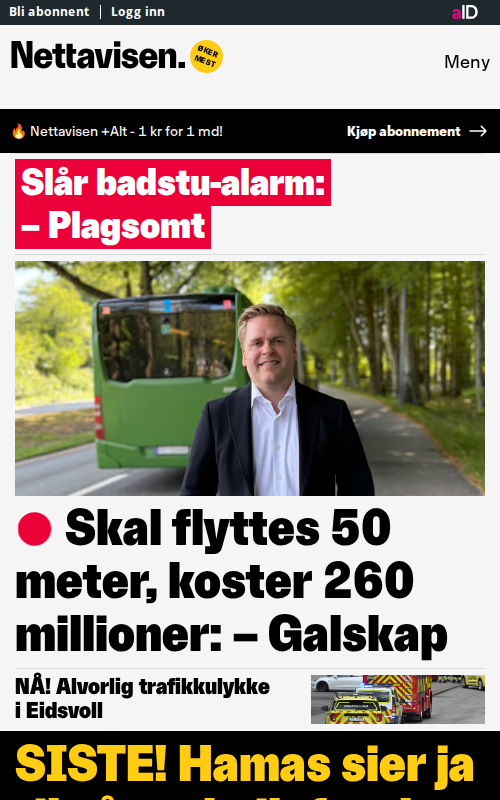 Bli abonnent | Logg inn
aID
Nettavisen.
ØKER
MEST
Meny
🔥 Nettavisen +Alt - 1 kr for 1 md!
Kjøp abonnement →
Slår badstu-alarm:
– Plagsomt
Skal flyttes 50
meter, koster 260
millioner: – Galskap
NÅ! Alvorlig trafikkulykke
i Eidsvoll
SISTE! Hamas sier ja